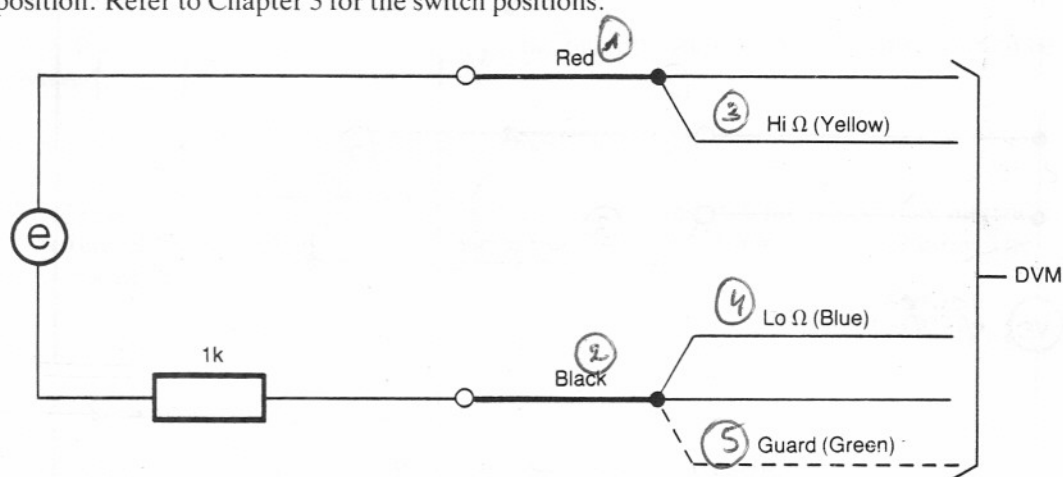 position. Refer to Chapter 3 for the switch positions.
Red 1
3 Hi Ω (Yellow)
e
DVM
4 Lo Ω (Blue)
1k
2
Black
5 Guard (Green)